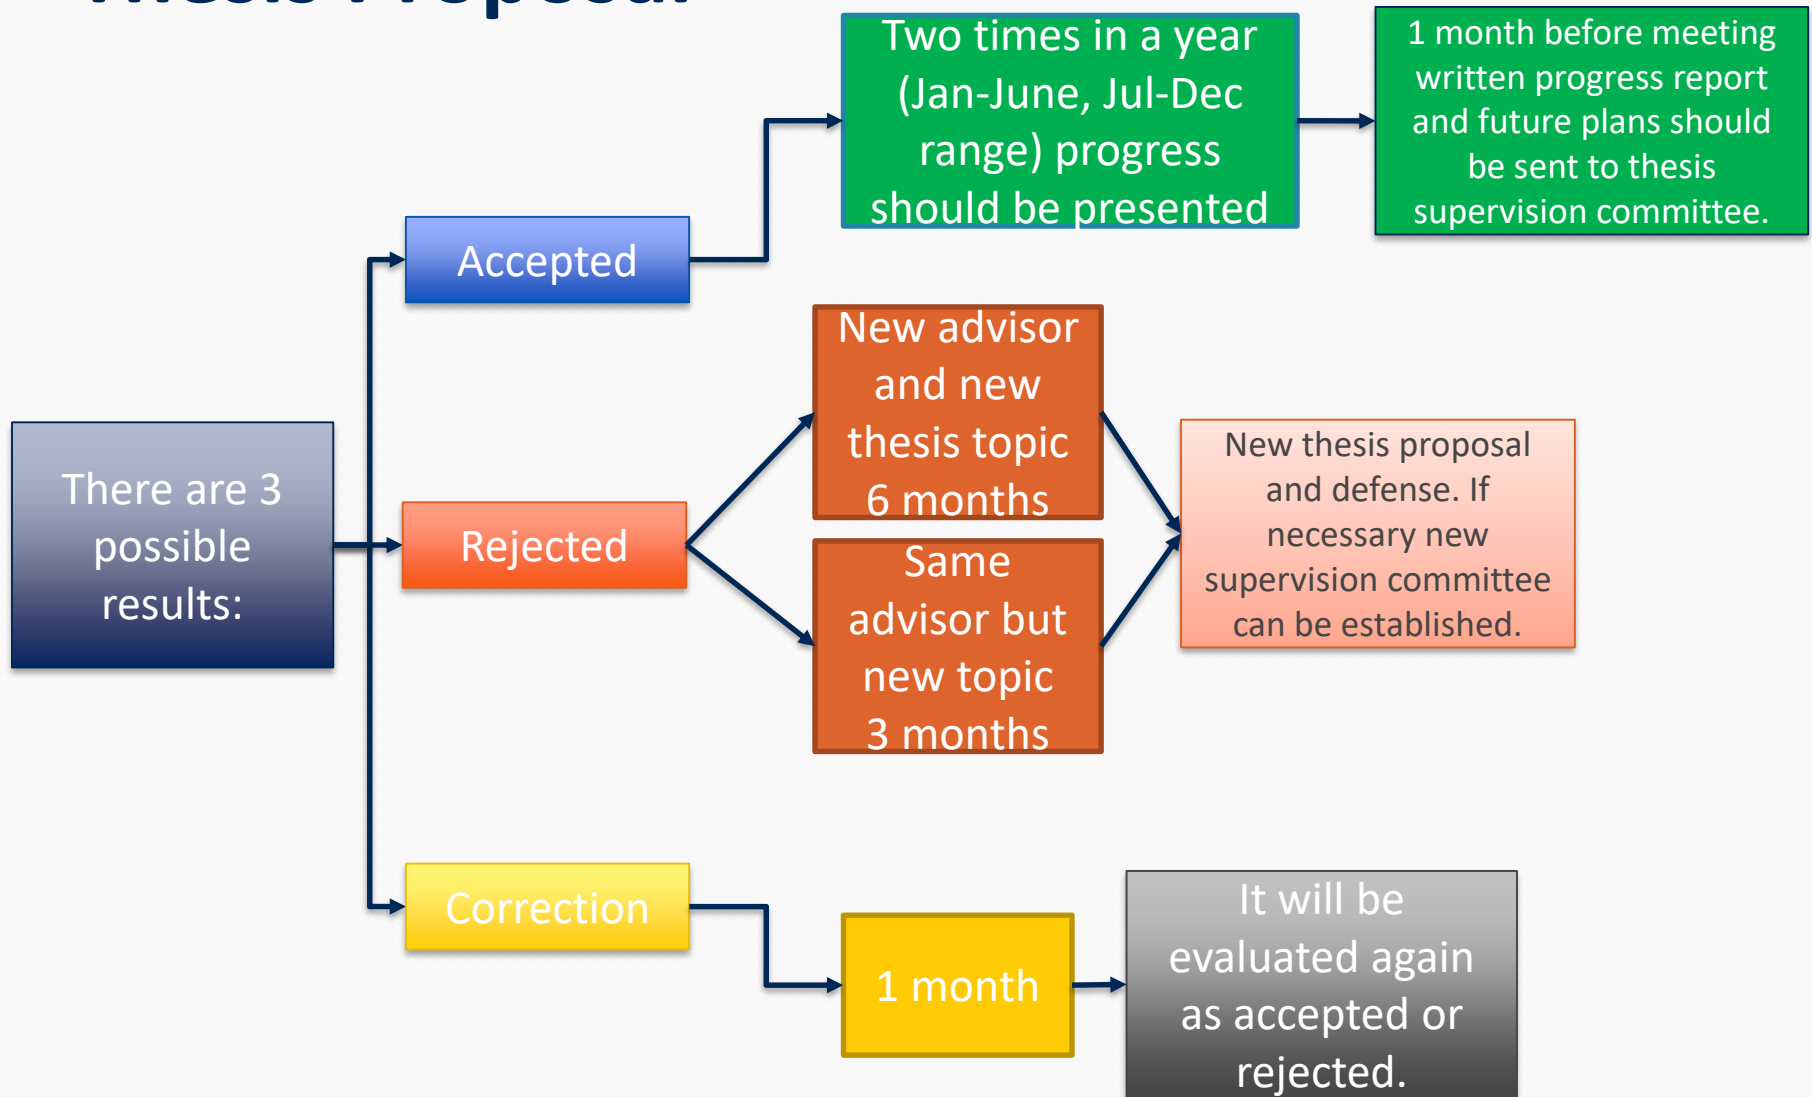 Thesis Proposal
Two times in a year
(Jan-June, Jul-Dec
range) progress
should be presented
1 month before meeting
written progress report
and future plans should
be sent to thesis
supervision committee.
Accepted
New advisor
and new
thesis topic
6 months
There are 3
possible
results:
Rejected
New thesis proposal
and defense. If
necessary new
supervision committee
can be established.
Same
advisor but
new topic
3 months
Correction
1 month
It will be
evaluated again
as accepted or
rejected.